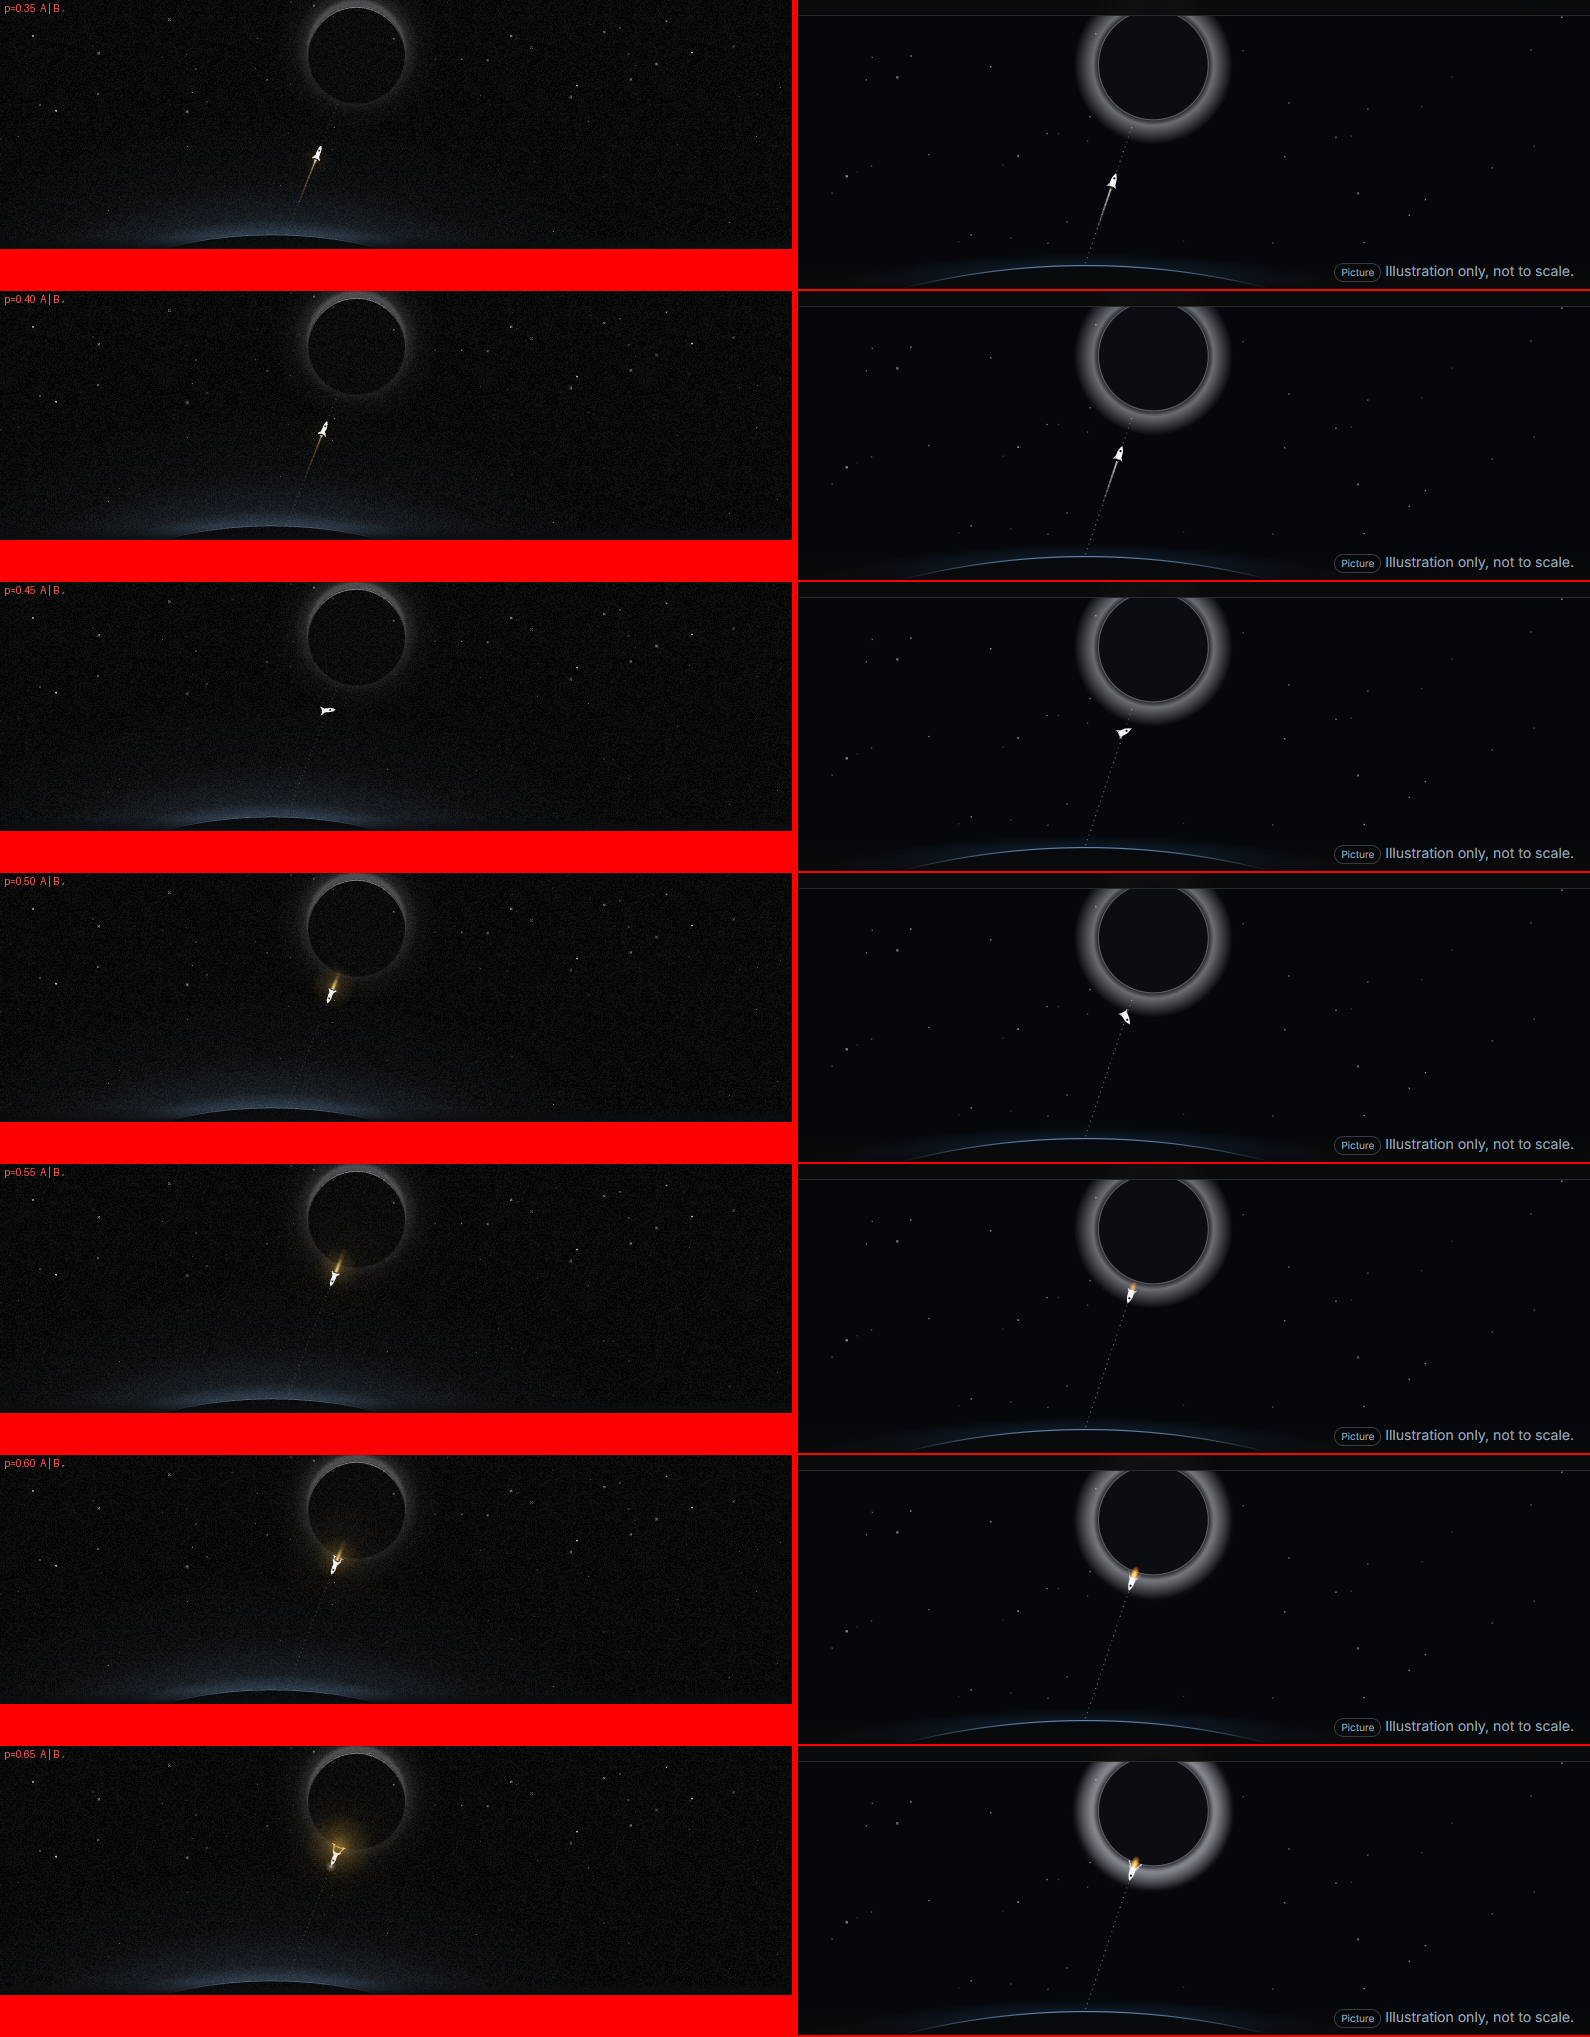 p=0.35 A|B.
Picture Illustration only, not to scale.
p=0.40 A|B.
Picture Illustration only, not to scale.
p=0.45 A|B.
Picture Illustration only, not to scale.
p=0.50 A|B.
Picture Illustration only, not to scale.
p=0.55 A|B.
Picture Illustration only, not to scale.
p=0.60 A|B.
Picture Illustration only, not to scale.
p=0.65 A|B.
Picture Illustration only, not to scale.